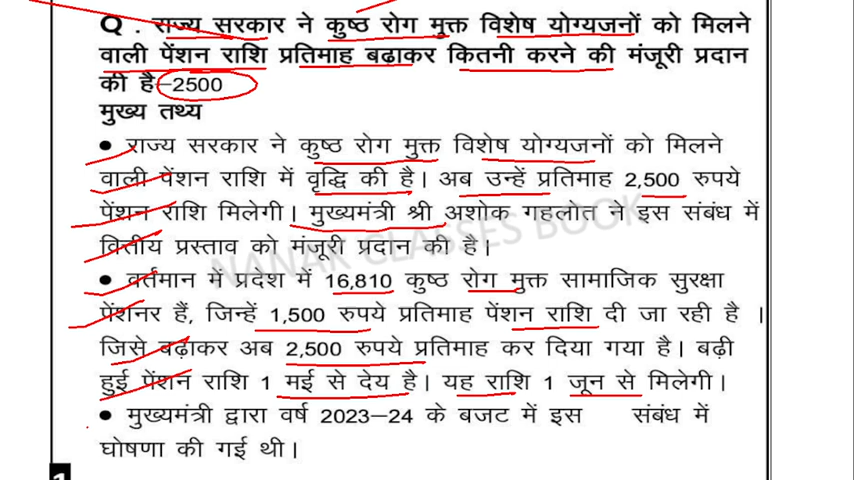 Q . राज्य सरकार ने कुष्ठ रोग मुक्त विशेष योग्यजनों को मिलने
वाली पेंशन राशि प्रतिमाह बढ़ाकर कितनी करने की मंजूरी प्रदान
की है–2500
मुख्य तथ्य
● राज्य सरकार ने कुष्ठ रोग मुक्त विशेष योग्यजनों को मिलने
वाली पेंशन राशि में वृद्धि की है। अब उन्हें प्रतिमाह 2,500 रुपये
पेंशन राशि मिलेगी। मुख्यमंत्री श्री अशोक गहलोत ने इस संबंध में
वित्तीय प्रस्ताव को मंजूरी प्रदान की है।
● वर्तमान में प्रदेश में 16,810 कुष्ठ रोग मुक्त सामाजिक सुरक्षा
पेंशनर हैं, जिन्हें 1,500 रुपये प्रतिमाह पेंशन राशि दी जा रही है ।
जिसे बढ़ाकर अब 2,500 रुपये प्रतिमाह कर दिया गया है। बढ़ी
हुई पेंशन राशि 1 मई से देय है। यह राशि 1 जून से मिलेगी।
● मुख्यमंत्री द्वारा वर्ष 2023–24 के बजट में इस संबंध में
घोषणा की गई थी।
NANAK CLASSES BOOK